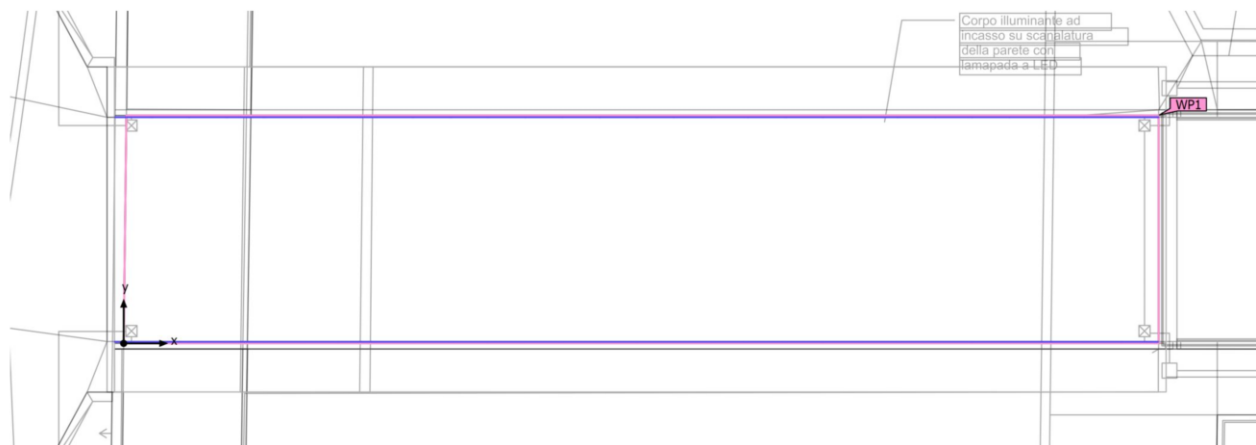 Corpo illuminante ad
incasso su scanalatura
della parete con
lamapada a LED
WP1
y
x